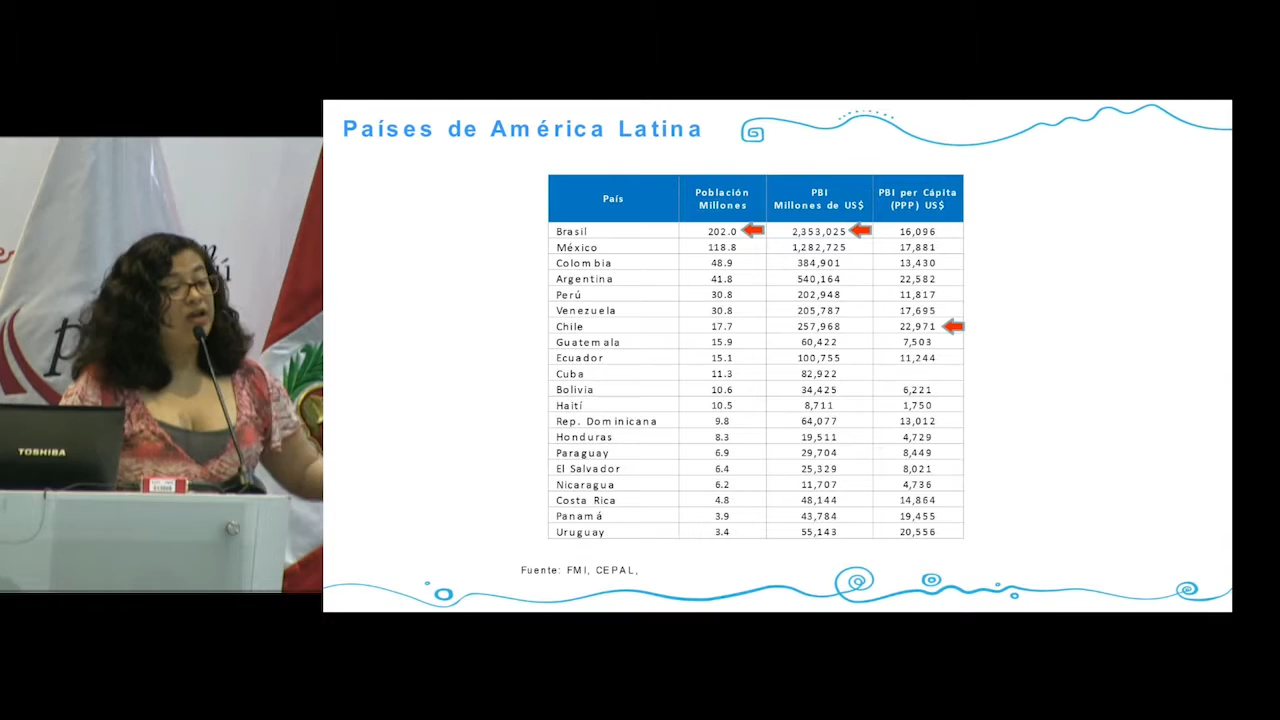 Países de América Latina
País Población Millones PBI Millones de US$ PBI per Cápita (PPP) US$
Brasil 202.0 2,353,025 16,096
México 118.8 1,282,725 17,881
Colombia 48.9 384,901 13,430
Argentina 41.8 540,164 22,582
Perú 30.8 202,948 11,817
Venezuela 30.8 205,787 17,695
Chile 17.7 257,968 22,971
Guatemala 15.9 60,422 7,503
Ecuador 15.1 100,755 11,244
Cuba 11.3 82,922
Bolivia 10.6 34,425 6,221
Haití 10.5 8,711 1,750
Rep. Dominicana 9.8 64,077 13,012
Honduras 8.3 19,511 4,729
Paraguay 6.9 29,704 8,449
El Salvador 6.4 25,329 8,021
Nicaragua 6.2 11,707 4,736
Costa Rica 4.8 48,144 14,864
Panamá 3.9 43,784 19,455
Uruguay 3.4 55,143 20,556
Fuente: FMI, CEPAL,
TOSHIBA